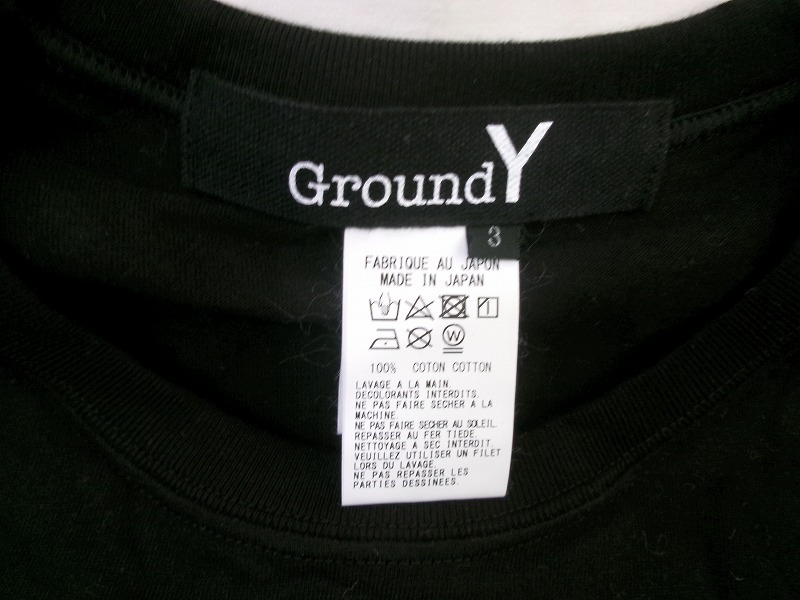 GroundY
3
FABRIQUE AU JAPON
MADE IN JAPAN
W
100% COTON COTTON
LAVAGE A LA MAIN.
DECOLORANTS INTERDITS.
NE PAS FAIRE SECHER A LA
MACHINE.
NE PAS FAIRE SECHER AU SOLEIL.
REPASSER AU FER TIEDE.
NETTOYAGE A SEC INTERDIT.
VEUILLEZ UTILISER UN FILET
LORS DU LAVAGE.
NE PAS REPASSER LES
PARTIES DESSINEES.